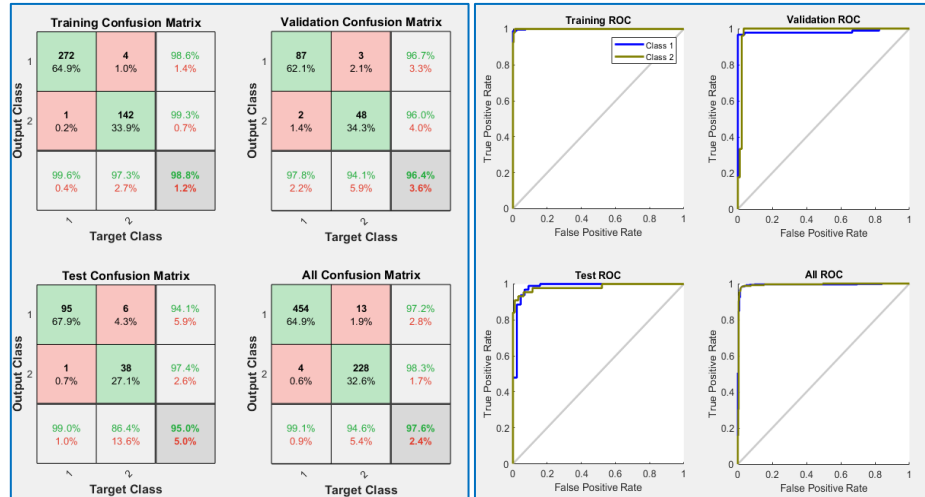 Training Confusion Matrix
272 4 98.6%
1
64.9% 1.0% 1.4%
1 142 99.3%
2
0.2% 33.9% 0.7%
99.6% 97.3% 98.8%
0.4% 2.7% 1.2%
1 2
Target Class
Output Class
Validation Confusion Matrix
87 3 96.7%
1
62.1% 2.1% 3.3%
2 48 96.0%
2
1.4% 34.3% 4.0%
97.8% 94.1% 96.4%
2.2% 5.9% 3.6%
1 2
Target Class
Output Class
Training ROC
Class 1
Class 2
1
0.8
0.6
0.4
0.2
0
0 0.2 0.4 0.6 0.8 1
False Positive Rate
True Positive Rate
Validation ROC
1
0.8
0.6
0.4
0.2
0
0 0.2 0.4 0.6 0.8 1
False Positive Rate
True Positive Rate
Test Confusion Matrix
95 6 94.1%
1
67.9% 4.3% 5.9%
1 38 97.4%
2
0.7% 27.1% 2.6%
99.0% 86.4% 95.0%
1.0% 13.6% 5.0%
1 2
Target Class
Output Class
All Confusion Matrix
454 13 97.2%
1
64.9% 1.9% 2.8%
4 228 98.3%
2
0.6% 32.6% 1.7%
99.1% 94.6% 97.6%
0.9% 5.4% 2.4%
1 2
Target Class
Output Class
Test ROC
1
0.8
0.6
0.4
0.2
0
0 0.2 0.4 0.6 0.8 1
False Positive Rate
True Positive Rate
All ROC
1
0.8
0.6
0.4
0.2
0
0 0.2 0.4 0.6 0.8 1
False Positive Rate
True Positive Rate